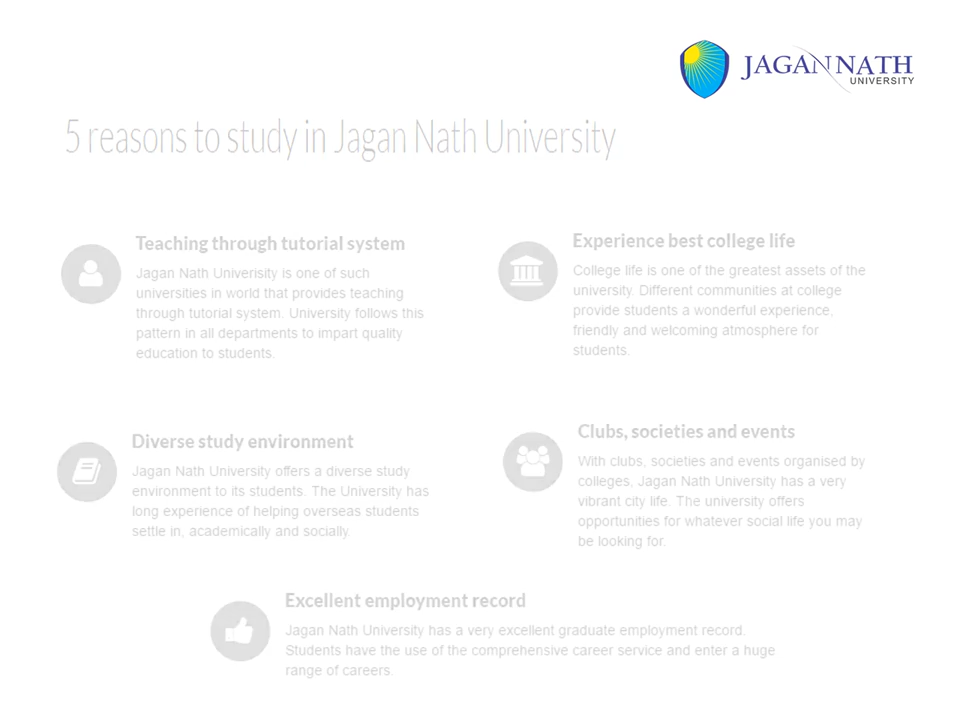 JAGANNATH
UNIVERSITY
5 reasons to study in Jagan Nath University
Teaching through tutorial system
Jagan Nath Univerisity is one of such
universities in world that provides teaching
through tutorial system. University follows this
pattern in all departments to impart quality
education to students.
Experience best college life
College life is one of the greatest assets of the
university. Different communities at college
provide students a wonderful experience,
friendly and welcoming atmosphere for
students.
Diverse study environment
Jagan Nath University offers a diverse study
environment to its students. The University has
long experience of helping overseas students
settle in, academically and socially.
Clubs, societies and events
With clubs, societies and events organised by
colleges, Jagan Nath University has a very
vibrant city life. The university offers
opportunities for whatever social life you may
be looking for.
Excellent employment record
Jagan Nath University has a very excellent graduate employment record.
Students have the use of the comprehensive career service and enter a huge
range of careers.